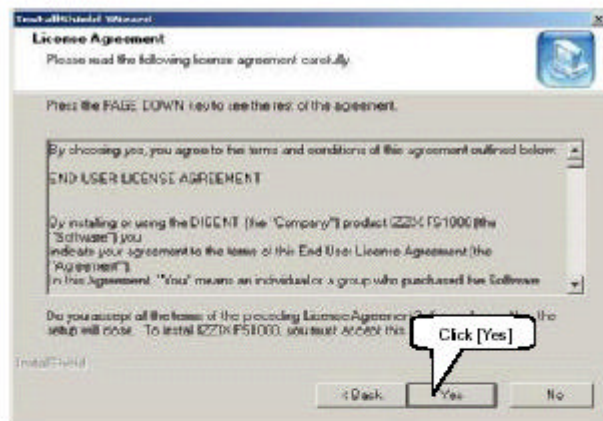 InstallShield Wizard
License Agreement
Please read the following license agreement carefully.
Press the PAGE DOWN key to see the rest of the agreement.
By choosing yes, you agree to the terms and conditions of this agreement outlined below:
END USER LICENSE AGREEMENT
By installing or using the DIGENT (the "Company") product IZZIX FS1000 (the
"Software") you
indicate your agreement to the terms of this End User License Agreement (the
"Agreement").
In this Agreement, "You" means an individual or a group who purchased the Software
Do you accept all the terms of the preceding License Agreement? the
setup will close. To install IZZIX FS1000, you must accept this
Click [Yes]
InstallShield
< Back
Yes
No